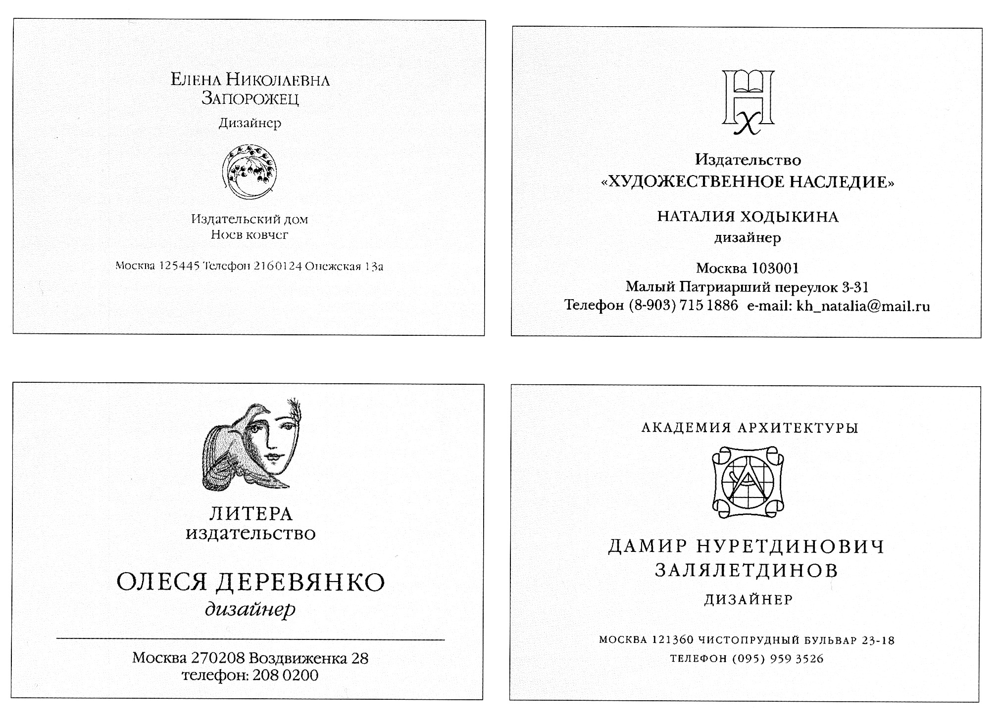 Елена Николаевна
Запорожец
Дизайнер
Издательский дом
Ноев ковчег
Москва 125445 Телефон 2160124 Онежская 13а
Нх
Издательство
«ХУДОЖЕСТВЕННОЕ НАСЛЕДИЕ»
НАТАЛИЯ ХОДЫКИНА
дизайнер
Москва 103001
Малый Патриарший переулок 3-31
Телефон (8-903) 715 1886 e-mail: kh_natalia@mail.ru
ЛИТЕРА
издательство
ОЛЕСЯ ДЕРЕВЯНКО
дизайнер
Москва 270208 Воздвиженка 28
телефон: 208 0200
АКАДЕМИЯ АРХИТЕКТУРЫ
ДАМИР НУРЕТДИНОВИЧ
ЗАЛЯЛЕТДИНОВ
ДИЗАЙНЕР
МОСКВА 121360 ЧИСТОПРУДНЫЙ БУЛЬВАР 23-18
ТЕЛЕФОН (095) 959 3526